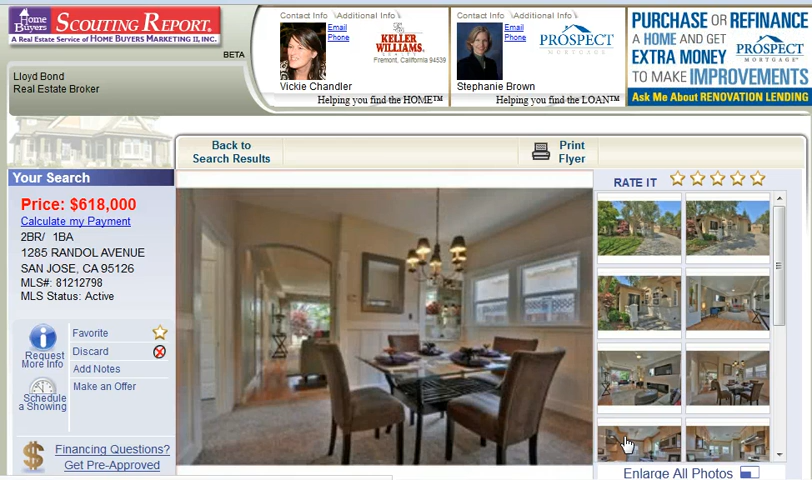 Home Buyers SCOUTING REPORT®
A Real Estate Service of HOME BUYERS MARKETING II, INC.
BETA
Lloyd Bond
Real Estate Broker
Contact Info \Additional Info\
Email
Phone
KELLER WILLIAMS.
REALTY
Fremont, California 94539
Vickie Chandler
Helping you find the HOME™
Contact Info \Additional Info\
Email
Phone
PROSPECT
MORTGAGE
Stephanie Brown
Helping you find the LOAN™
PURCHASE OR REFINANCE
A HOME AND GET
EXTRA MONEY
TO MAKE IMPROVEMENTS
PROSPECT
MORTGAGE
Ask Me About RENOVATION LENDING
Back to
Search Results
Print
Flyer
Your Search
Price: $618,000
Calculate my Payment
2BR/ 1BA
1285 RANDOL AVENUE
SAN JOSE, CA 95126
MLS#: 81212798
MLS Status: Active
Request
More Info
Schedule
a Showing
Favorite
Discard
Add Notes
Make an Offer
Financing Questions?
Get Pre-Approved
RATE IT
Enlarge All Photos